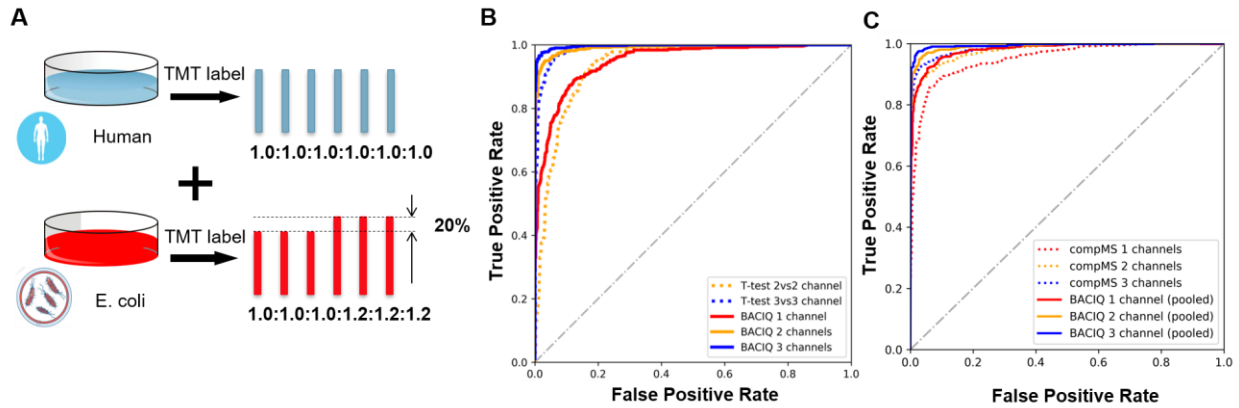 A
TMT label
Human
1.0:1.0:1.0:1.0:1.0:1.0
+
TMT label
E. coli
20%
1.0:1.0:1.0:1.2:1.2:1.2
B
True Positive Rate
1.0
0.8
0.6
0.4
0.2
0.0
0.0 0.2 0.4 0.6 0.8 1.0
False Positive Rate
T-test 2vs2 channel
T-test 3vs3 channel
BACIQ 1 channel
BACIQ 2 channels
BACIQ 3 channels
C
True Positive Rate
1.0
0.8
0.6
0.4
0.2
0.0
0.0 0.2 0.4 0.6 0.8 1.0
False Positive Rate
compMS 1 channels
compMS 2 channels
compMS 3 channels
BACIQ 1 channel (pooled)
BACIQ 2 channel (pooled)
BACIQ 3 channel (pooled)